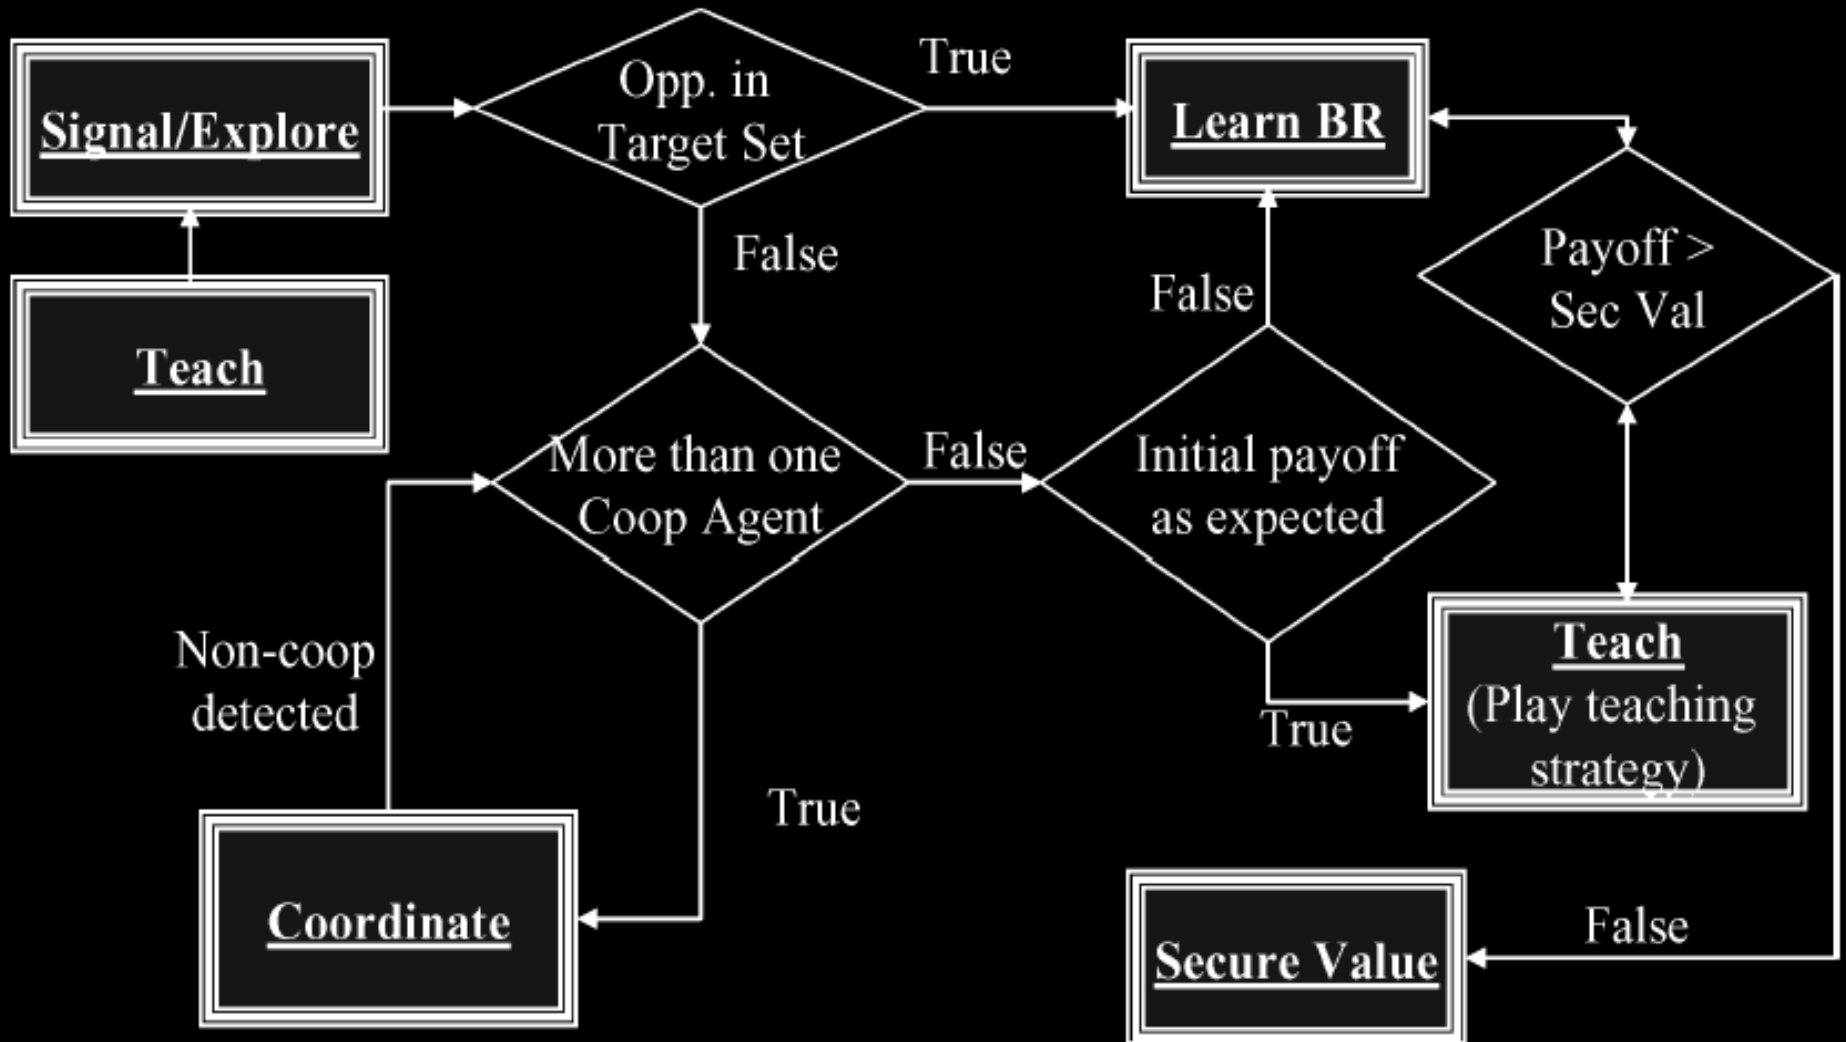 Signal/Explore
Opp. in
Target Set
True
Learn BR
False
Teach
Payoff >
Sec Val
False
More than one
Coop Agent
False
Initial payoff
as expected
Non-coop
detected
True
True
Teach
(Play teaching
strategy)
Coordinate
Secure Value
False